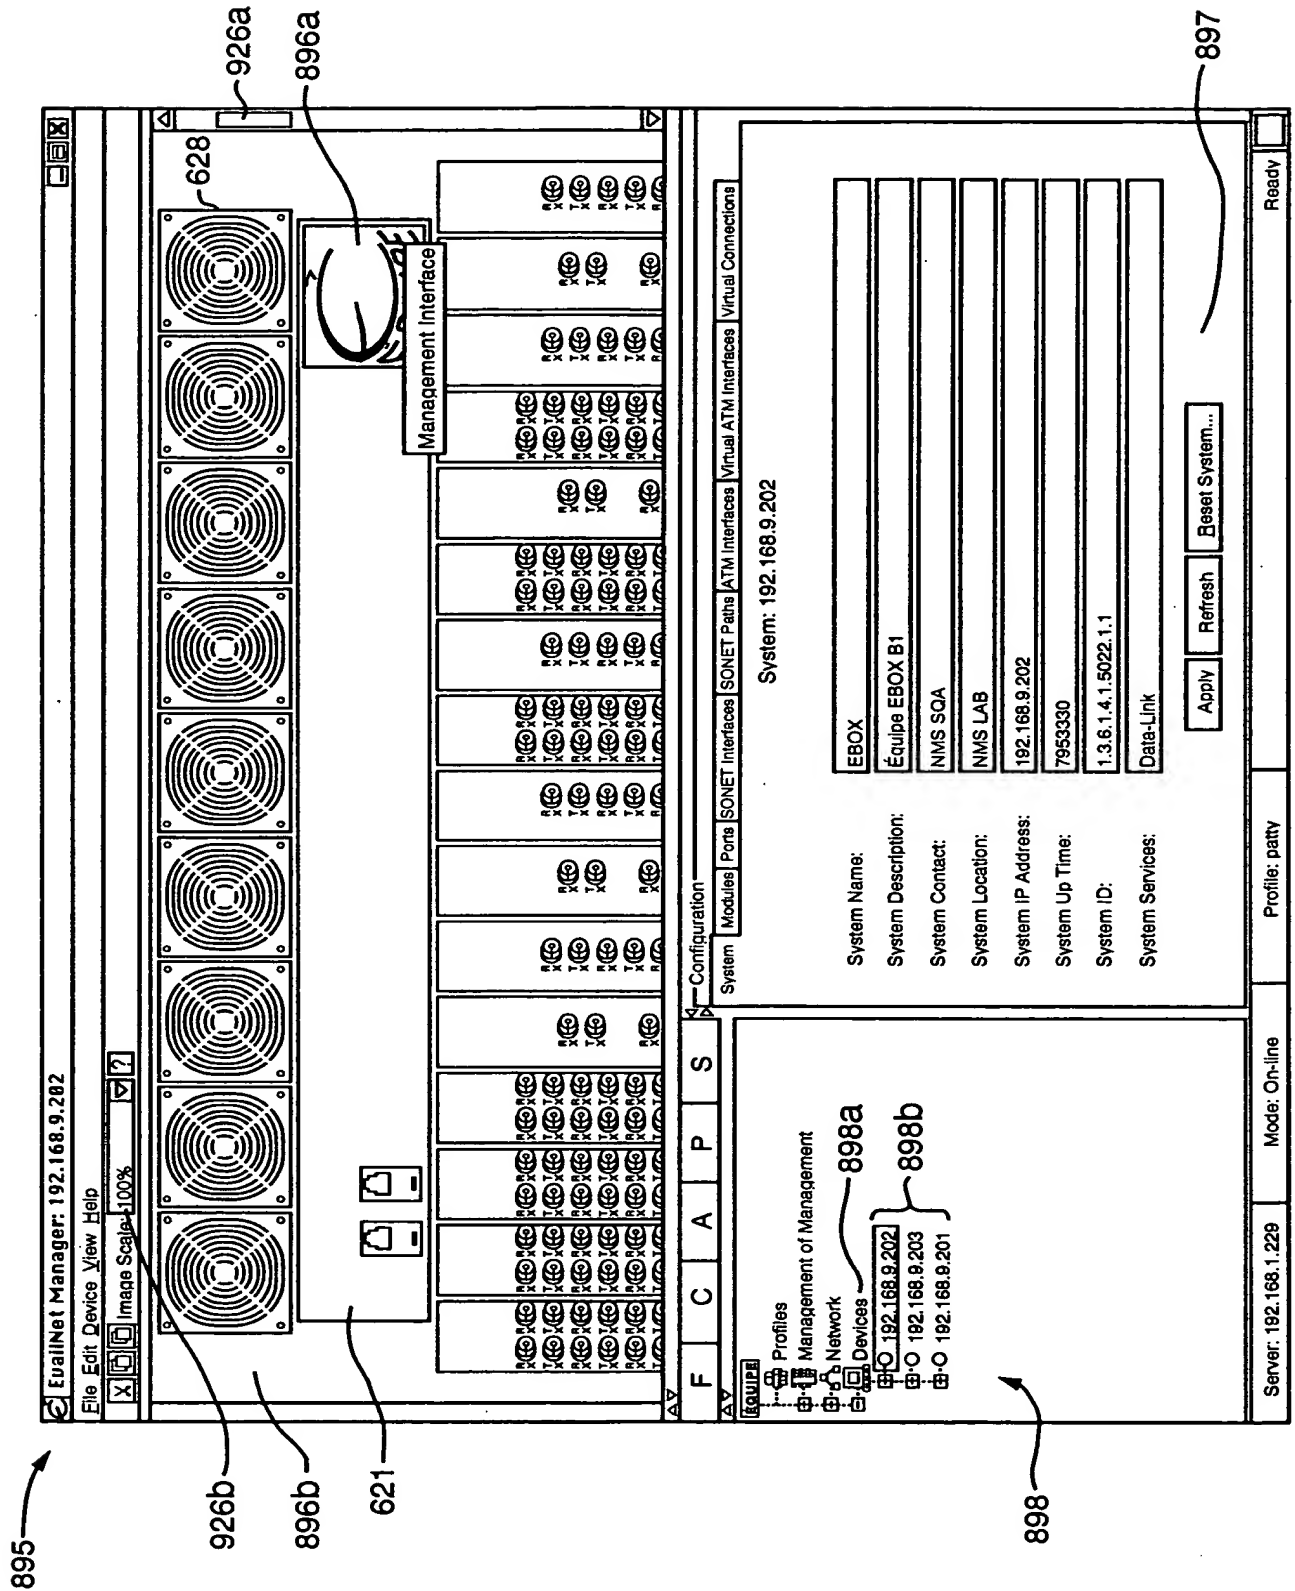 895
EuallNet Manager: 192.168.9.202
File Edit Device View Help
X Image Scale: 100% ?
926b
896b
621
628
926a
896a
Management Interface
F C A P S
EQUIPE
Profiles
Management of Management
Network
Devices
192.168.9.202
192.168.9.203
192.168.9.201
898a
898b
898
Configuration
System Modules Ports SONET Interfaces SONET Paths ATM Interfaces Virtual ATM Interfaces Virtual Connections
System: 192.168.9.202
System Name: EBOX
System Description: Équipe EBOX B1
System Contact: NMS SQA
System Location: NMS LAB
System IP Address: 192.168.9.202
System Up Time: 7953330
System ID: 1.3.6.1.4.1.5022.1.1
System Services: Data-Link
Apply Refresh Reset System...
897
Server: 192.168.1.229 Mode: On-line Profile: patty Ready